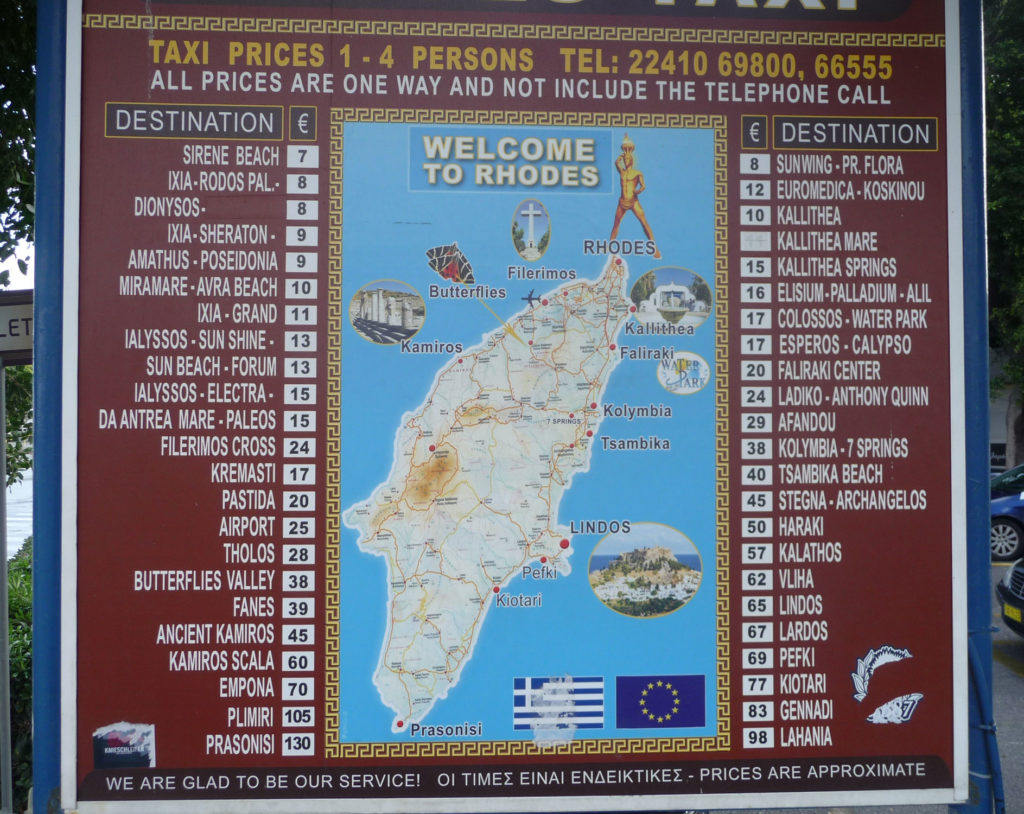 TAXI
TAXI PRICES 1 - 4 PERSONS TEL: 22410 69800, 66555
ALL PRICES ARE ONE WAY AND NOT INCLUDE THE TELEPHONE CALL
DESTINATION €
SIRENE BEACH 7
IXIA-RODOS PAL.- 8
DIONYSOS- 8
IXIA-SHERATON - 9
AMATHUS - POSEIDONIA 9
MIRAMARE - AVRA BEACH 10
IXIA - GRAND 11
IALYSSOS - SUN SHINE - 13
SUN BEACH - FORUM 13
IALYSSOS - ELECTRA - 15
DA ANTREA MARE - PALEOS 15
FILERIMOS CROSS 24
KREMASTI 17
PASTIDA 20
AIRPORT 25
THOLOS 28
BUTTERFLIES VALLEY 38
FANES 39
ANCIENT KAMIROS 45
KAMIROS SCALA 60
EMPONA 70
PLIMIRI 105
PRASONISI 130
WELCOME
TO RHODES
RHODES
Filerimos
Butterflies
Kamiros
Kallithea
Faliraki
WATER
PARK
Kolymbia
7 SPRINGS
Tsambika
LINDOS
Pefki
Kiotari
Prasonisi
€ DESTINATION
8 SUNWING - PR. FLORA
12 EUROMEDICA - KOSKINOU
10 KALLITHEA
KALLITHEA MARE
15 KALLITHEA SPRINGS
16 ELISIUM-PALLADIUM - ALIL
17 COLOSSOS - WATER PARK
17 ESPEROS - CALYPSO
20 FALIRAKI CENTER
24 LADIKO - ANTHONY QUINN
29 AFANDOU
38 KOLYMBIA - 7 SPRINGS
40 TSAMBIKA BEACH
45 STEGNA - ARCHANGELOS
50 HARAKI
57 KALATHOS
62 VLIHA
65 LINDOS
67 LARDOS
69 PEFKI
77 KIOTARI
83 GENNADI
98 LAHANIA
WE ARE GLAD TO BE OUR SERVICE! ΟΙ ΤΙΜΕΣ ΕΙΝΑΙ ΕΝΔΕΙΚΤΙΚΕΣ - PRICES ARE APPROXIMATE
LET